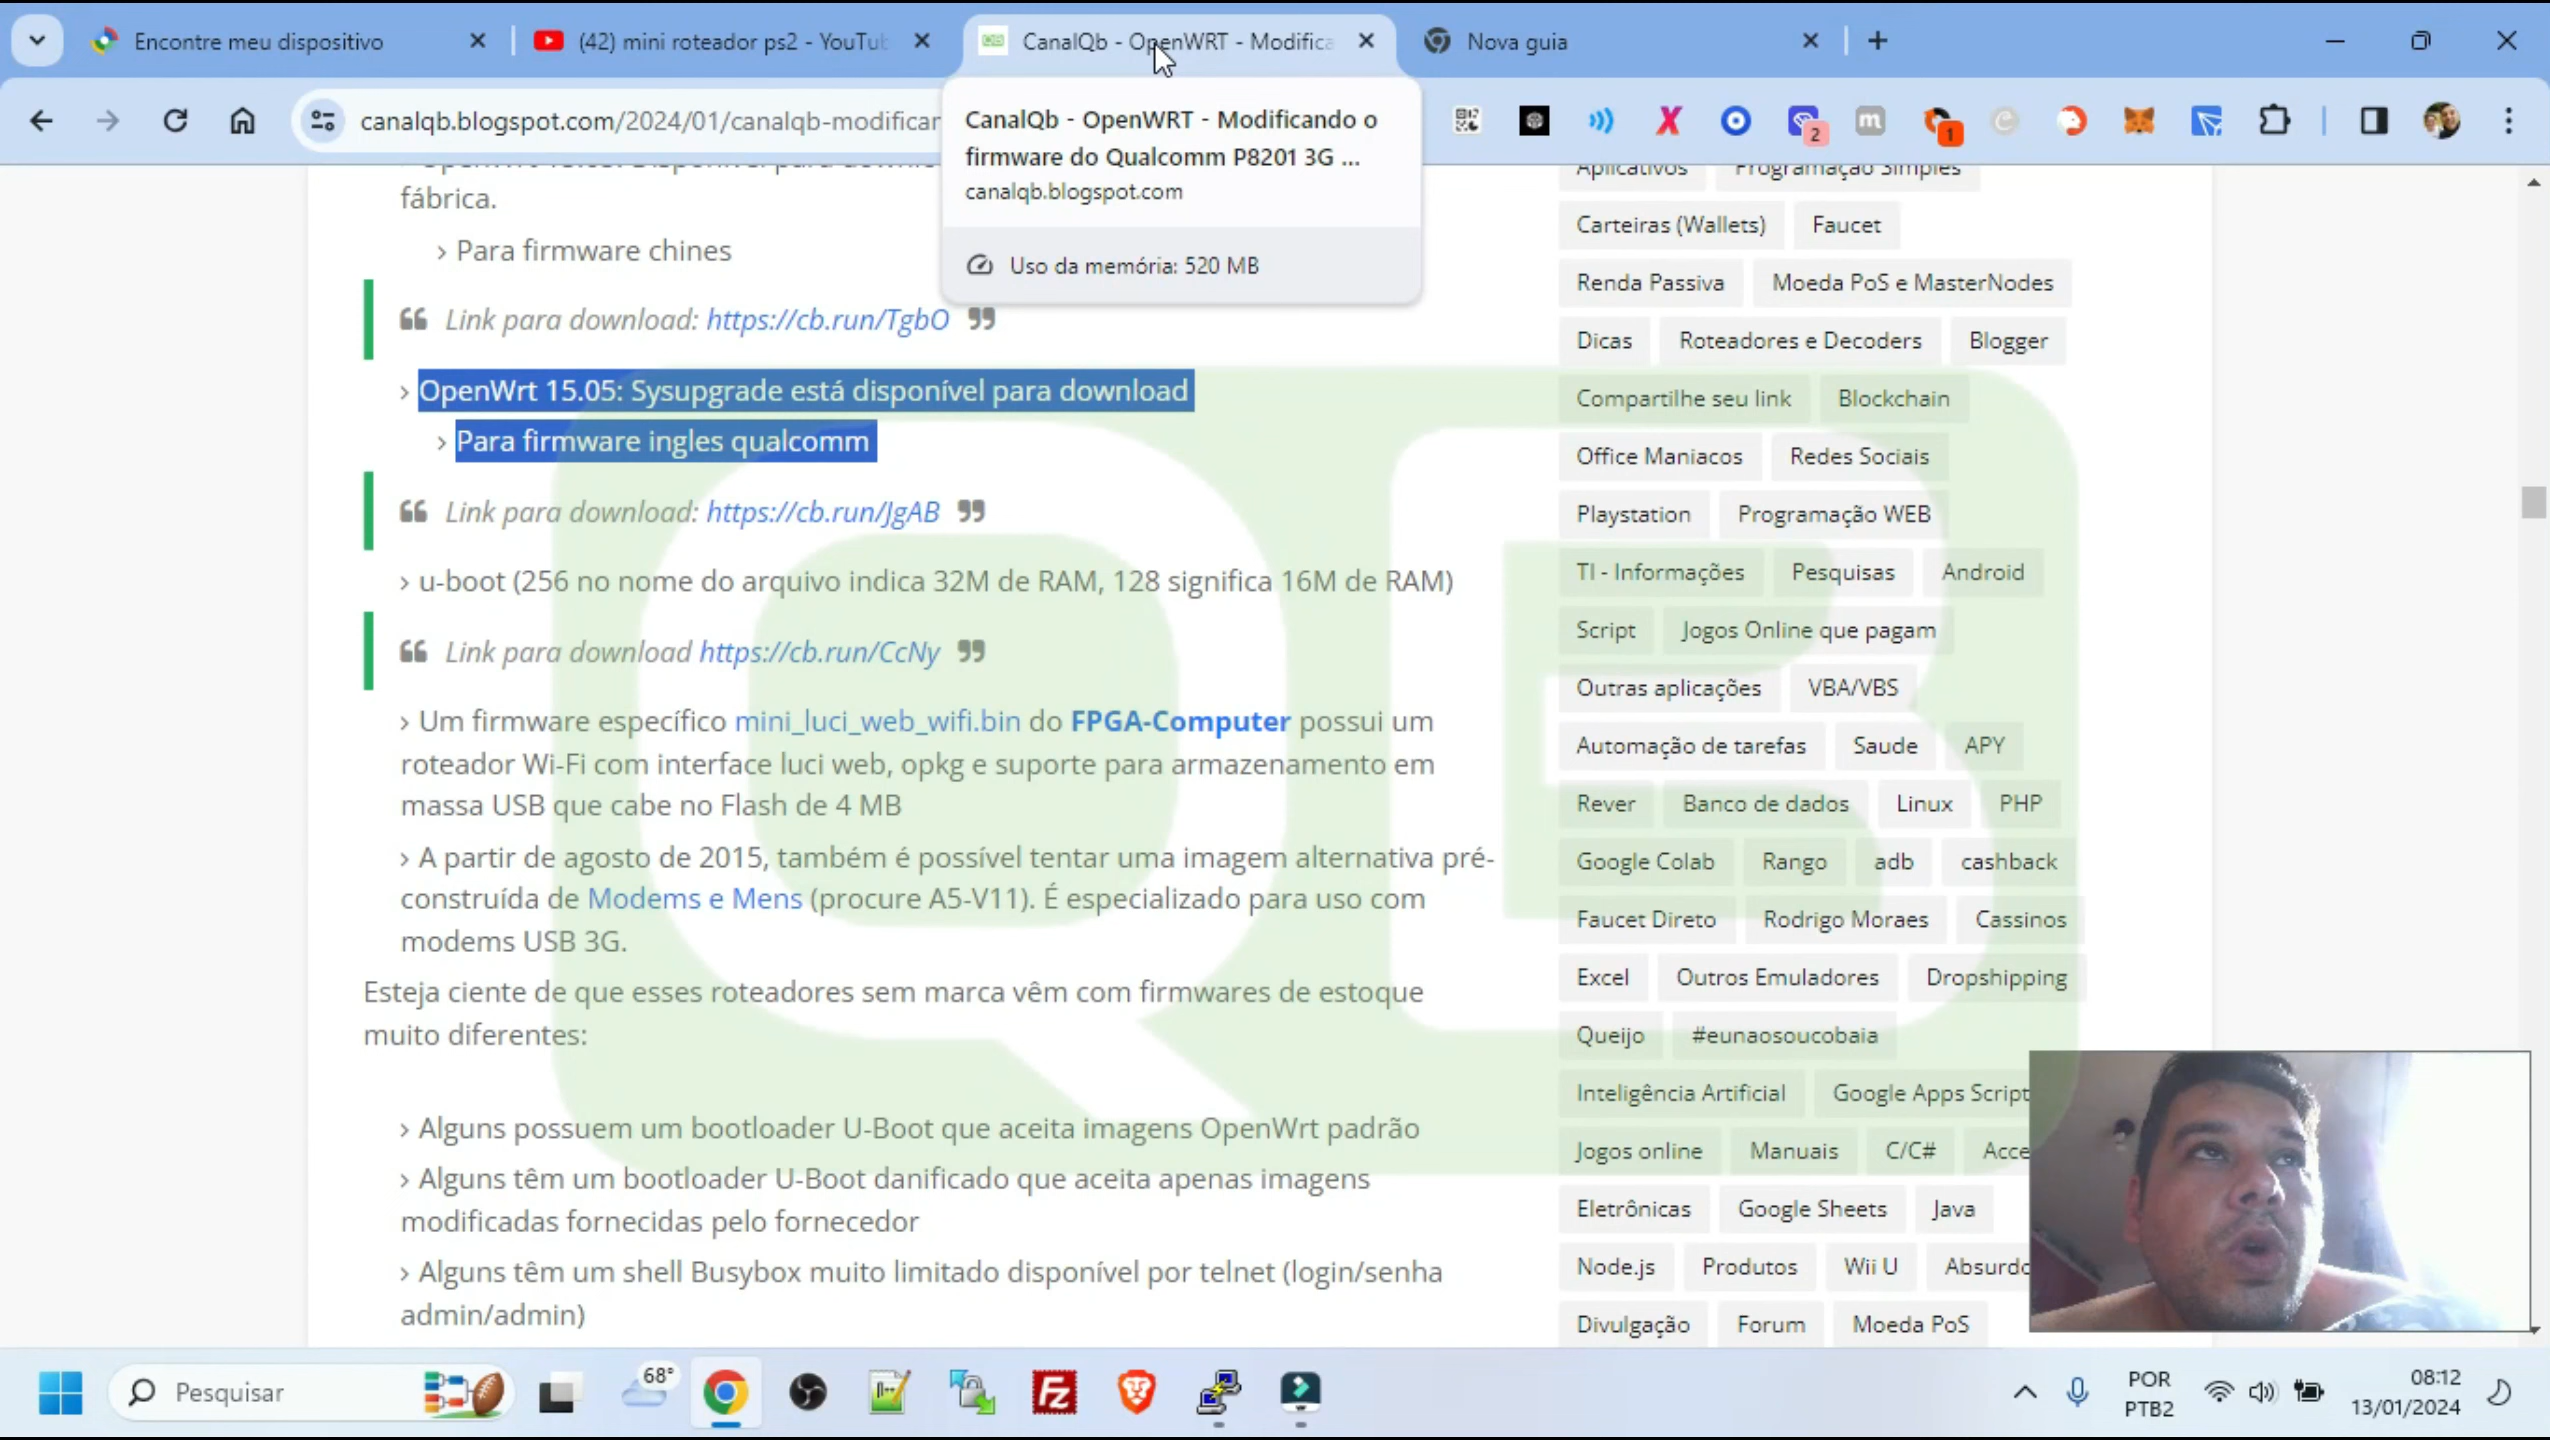 Encontre meu dispositivo
(42) mini roteador ps2 - YouTu
CanalQb - OpenWRT - Modifica
Nova guia
canalqb.blogspot.com/2024/01/canalqb-modificar
CanalQb - OpenWRT - Modificando o
firmware do Qualcomm P8201 3G ...
canalqb.blogspot.com
Uso da memória: 520 MB
2
m
1
fábrica.
› Para firmware chines
Link para download: https://cb.run/TgbO
› OpenWrt 15.05: Sysupgrade está disponível para download
› Para firmware ingles qualcomm
Link para download: https://cb.run/JgAB
› u-boot (256 no nome do arquivo indica 32M de RAM, 128 significa 16M de RAM)
Link para download https://cb.run/CcNy
› Um firmware específico mini_luci_web_wifi.bin do FPGA-Computer possui um
roteador Wi-Fi com interface luci web, opkg e suporte para armazenamento em
massa USB que cabe no Flash de 4 MB
› A partir de agosto de 2015, também é possível tentar uma imagem alternativa pré-
construída de Modems e Mens (procure A5-V11). É especializado para uso com
modems USB 3G.
Esteja ciente de que esses roteadores sem marca vêm com firmwares de estoque
muito diferentes:
› Alguns possuem um bootloader U-Boot que aceita imagens OpenWrt padrão
› Alguns têm um bootloader U-Boot danificado que aceita apenas imagens
modificadas fornecidas pelo fornecedor
› Alguns têm um shell Busybox muito limitado disponível por telnet (login/senha
admin/admin)
Aplicativos Programação Simples
Carteiras (Wallets) Faucet
Renda Passiva Moeda PoS e MasterNodes
Dicas Roteadores e Decoders Blogger
Compartilhe seu link Blockchain
Office Maniacos Redes Sociais
Playstation Programação WEB
TI - Informações Pesquisas Android
Script Jogos Online que pagam
Outras aplicações VBA/VBS
Automação de tarefas Saude APY
Rever Banco de dados Linux PHP
Google Colab Rango adb cashback
Faucet Direto Rodrigo Moraes Cassinos
Excel Outros Emuladores Dropshipping
Queijo #eunaosoucobaia
Inteligência Artificial Google Apps Script
Jogos online Manuais C/C# Acce
Eletrônicas Google Sheets Java
Node.js Produtos Wii U Absurdo
Divulgação Forum Moeda PoS
Pesquisar
68°
POR
PTB2
08:12
13/01/2024